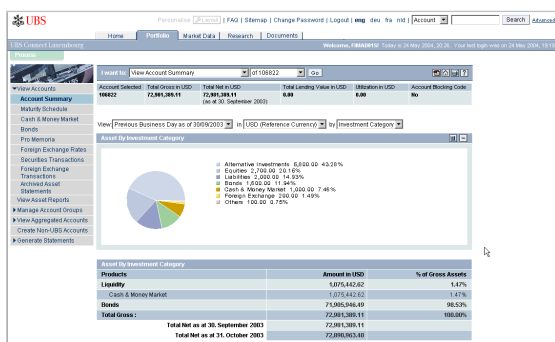 UBS
Personalise Layout | FAQ | Sitemap | Change Password | Logout | eng deu fra nld | Account Search Advanced
Home Portfolio Market Data Research Documents
UBS Connect Luxembourg Welcome, FIMAD01S! Today is 24 May 2004, 20:26. Your last login was on 24 May 2004, 16:18
I want to: View Account Summary of 106822 Go
View Accounts
Account Summary
Maturity Schedule
Cash & Money Market
Bonds
Pro Memoria
Foreign Exchange Rates
Securities Transactions
Foreign Exchange
Transactions
Archived Asset
Statements
View Asset Reports
Manage Account Groups
View Aggregated Accounts
Create Non-UBS Accounts
Generate Statements
Account Selected Total Gross in USD Total Net in USD Total Lending Value in USD Utilization in USD Account Blocking Code
106822 72,981,389.11 72,981,389.11 0.00 0.00 No
(as at 30. September 2003)
View: Previous Business Day as of 30/09/2003 in USD (Reference Currency) by Investment Category
Asset By Investment Category
Alternative Investments 5,800.00 43.28%
Equities 2,700.00 20.16%
Liabilities 2,000.00 14.93%
Bonds 1,600.00 11.94%
Cash & Money Market 1,000.00 7.46%
Foreign Exchange 200.00 1.49%
Others 100.00 0.75%
Asset By Investment Category
Products Amount in USD % of Gross Assets
Liquidity 1,075,442.62 1.47%
Cash & Money Market 1,075,442.62 1.47%
Bonds 71,905,946.49 98.53%
Total Gross : 72,981,389.11 100.00%
Total Net as at 30. September 2003 72,981,389.11
Total Net as at 31. October 2003 72,890,963.40